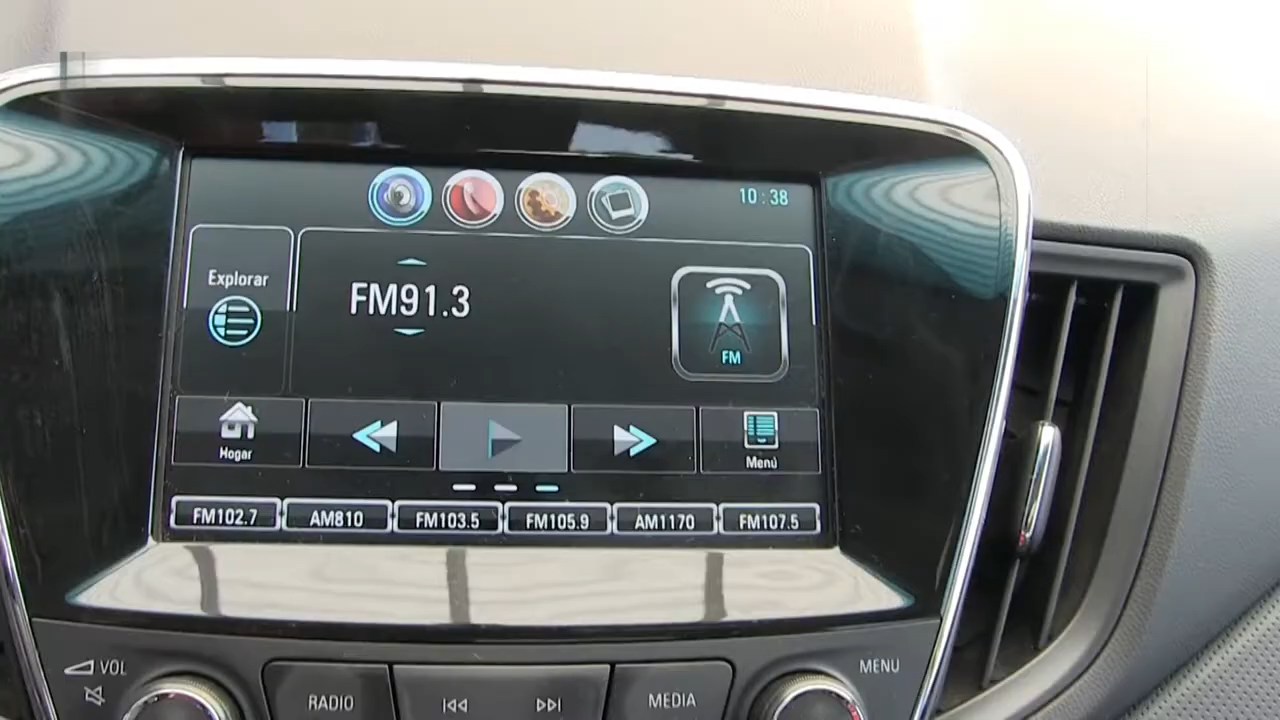 10:38
Explorar
FM91.3
FM
Hogar
Menú
FM102.7
AM810
FM103.5
FM105.9
AM1170
FM107.5
VOL
MENU
RADIO
MEDIA